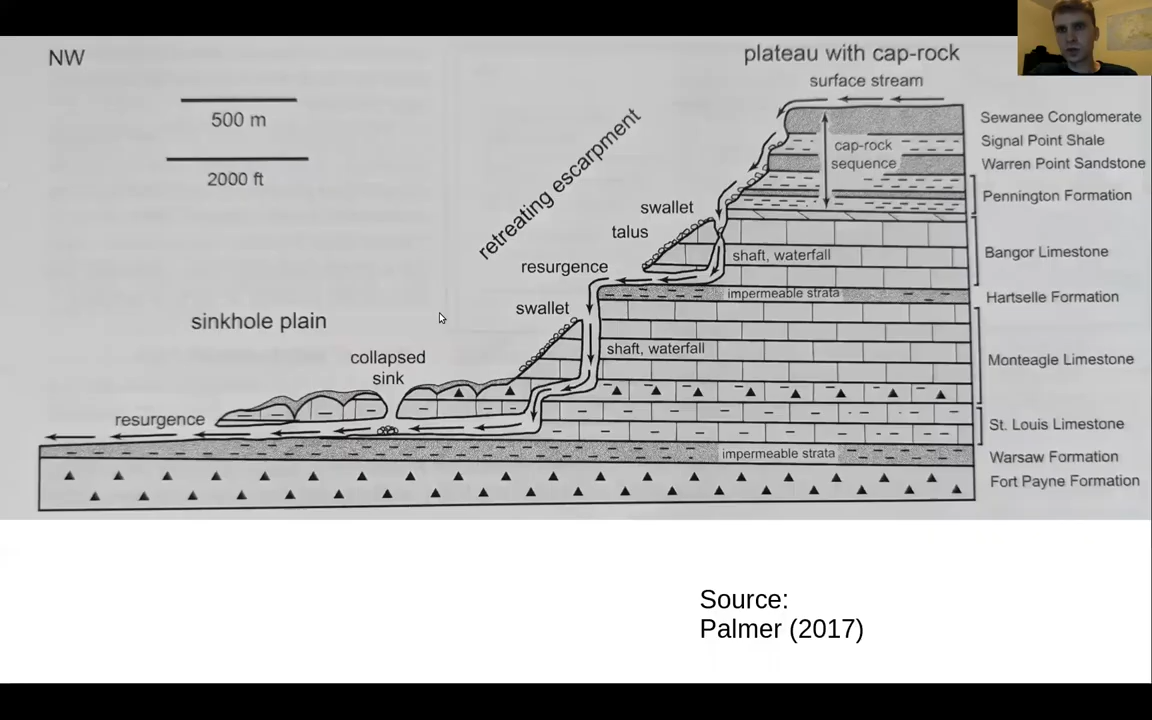 NW
plateau with cap-rock
surface stream
500 m
2000 ft
retreating escarpment
cap-rock
sequence
Sewanee Conglomerate
Signal Point Shale
Warren Point Sandstone
Pennington Formation
swallet
talus
shaft, waterfall
Bangor Limestone
resurgence
impermeable strata
Hartselle Formation
swallet
sinkhole plain
shaft, waterfall
Monteagle Limestone
collapsed
sink
resurgence
St. Louis Limestone
impermeable strata
Warsaw Formation
Fort Payne Formation
Source:
Palmer (2017)